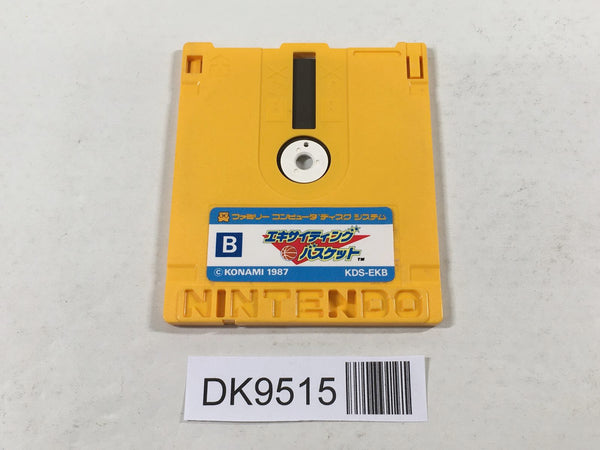 ファミリー コンピュータ ディスク システム
B
エキサイティング
バスケット™
© KONAMI 1987 KDS-EKB
NINTENDO
DK9515